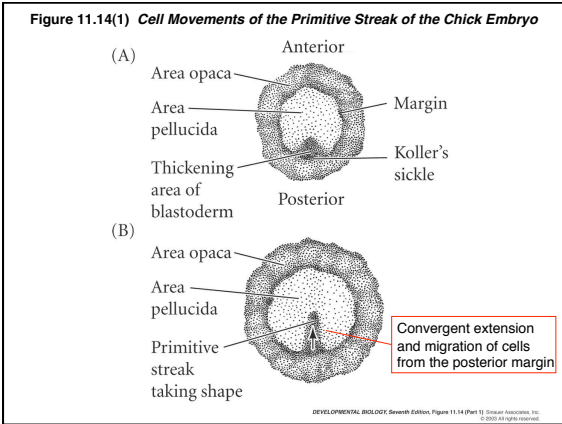 Figure 11.14(1) Cell Movements of the Primitive Streak of the Chick Embryo
(A)
Anterior
Area opaca
Area
pellucida
Margin
Thickening
area of
blastoderm
Koller's
sickle
Posterior
(B)
Area opaca
Area
pellucida
Primitive
streak
taking shape
Convergent extension
and migration of cells
from the posterior margin
DEVELOPMENTAL BIOLOGY, Seventh Edition, Figure 11.14 (Part 1) Sinauer Associates, Inc.
© 2003 All rights reserved.